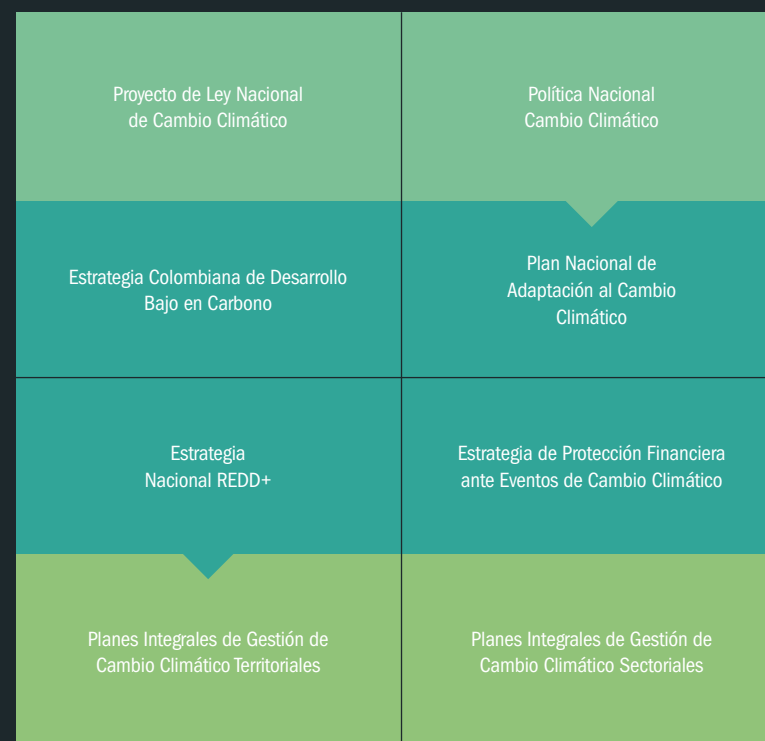 Proyecto de Ley Nacional
de Cambio Climático
Política Nacional
Cambio Climático
Estrategia Colombiana de Desarrollo
Bajo en Carbono
Plan Nacional de
Adaptación al Cambio
Climático
Estrategia
Nacional REDD+
Estrategia de Protección Financiera
ante Eventos de Cambio Climático
Planes Integrales de Gestión de
Cambio Climático Territoriales
Planes Integrales de Gestión de
Cambio Climático Sectoriales